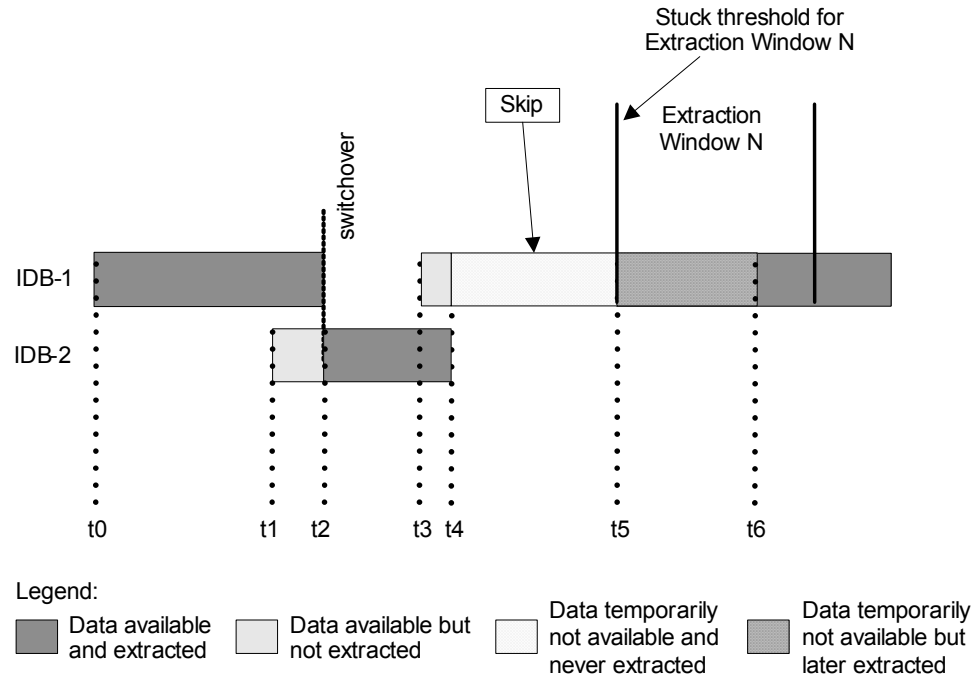 Stuck threshold for
Extraction Window N
Skip
Extraction
Window N
switchover
IDB-1
IDB-2
t0
t1
t2
t3
t4
t5
t6
Legend:
Data available
and extracted
Data available but
not extracted
Data temporarily
not available and
never extracted
Data temporarily
not available but
later extracted